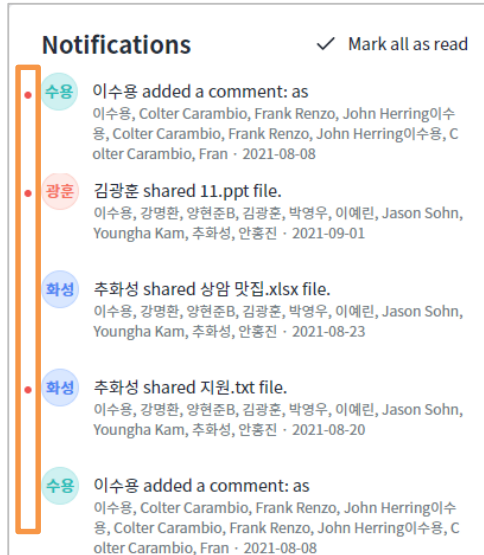 Notifications
Mark all as read
수용
이수용 added a comment: as
이수용, Colter Carambio, Frank Renzo, John Herring이수
용, Colter Carambio, Frank Renzo, John Herring이수용, C
olter Carambio, Fran · 2021-08-08
광훈
김광훈 shared 11.ppt file.
이수용, 강명환, 양현준B, 김광훈, 박영우, 이예린, Jason Sohn,
Youngha Kam, 추화성, 안홍진 · 2021-09-01
화성
추화성 shared 상암 맛집.xlsx file.
이수용, 강명환, 양현준B, 김광훈, 박영우, 이예린, Jason Sohn,
Youngha Kam, 추화성, 안홍진 · 2021-08-23
화성
추화성 shared 지원.txt file.
이수용, 강명환, 양현준B, 김광훈, 박영우, 이예린, Jason Sohn,
Youngha Kam, 추화성, 안홍진 · 2021-08-20
수용
이수용 added a comment: as
이수용, Colter Carambio, Frank Renzo, John Herring이수
용, Colter Carambio, Frank Renzo, John Herring이수용, C
olter Carambio, Fran · 2021-08-08